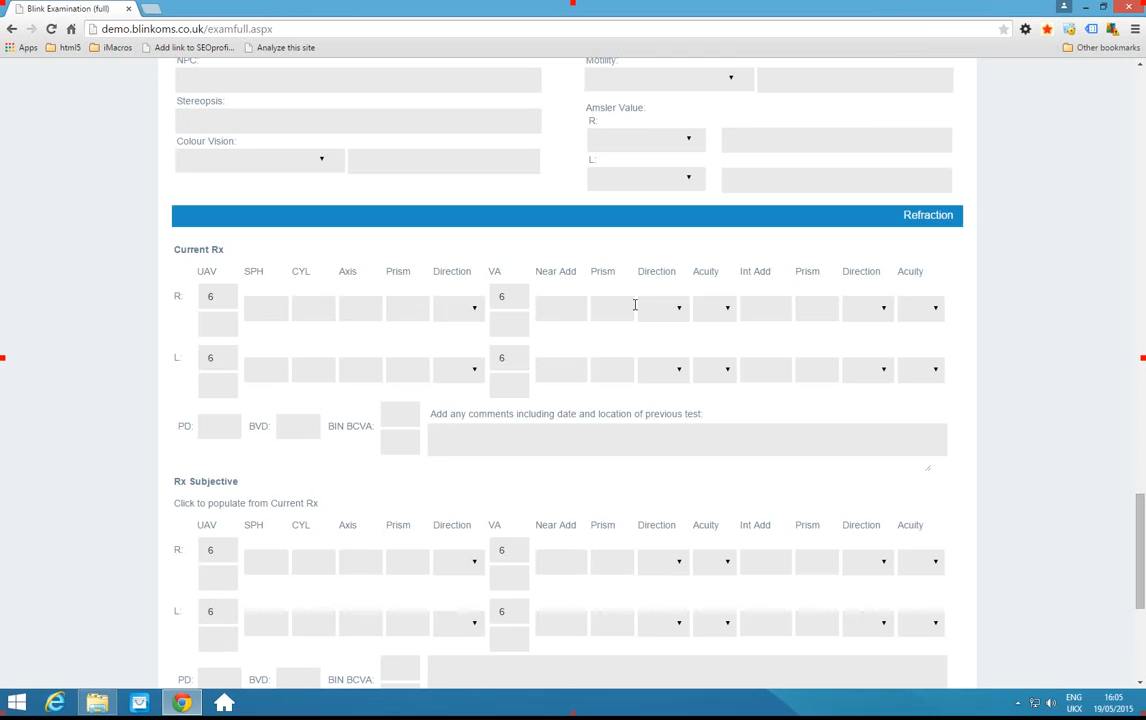 Blink Examination (full)
demo.blinkoms.co.uk/examfull.aspx
Apps html5 iMacros Add link to SEOprofi... Analyze this site Other bookmarks
NPC: Motility:
Stereopsis:
Amsler Value:
R:
Colour Vision:
L:
Refraction
Current Rx
UAV SPH CYL Axis Prism Direction VA Near Add Prism Direction Acuity Int Add Prism Direction Acuity
R: 6 6
L: 6 6
Add any comments including date and location of previous test:
PD: BVD: BIN BCVA:
Rx Subjective
Click to populate from Current Rx
UAV SPH CYL Axis Prism Direction VA Near Add Prism Direction Acuity Int Add Prism Direction Acuity
R: 6 6
L: 6 6
PD: BVD: BIN BCVA:
ENG 16:05
UKX 19/05/2015